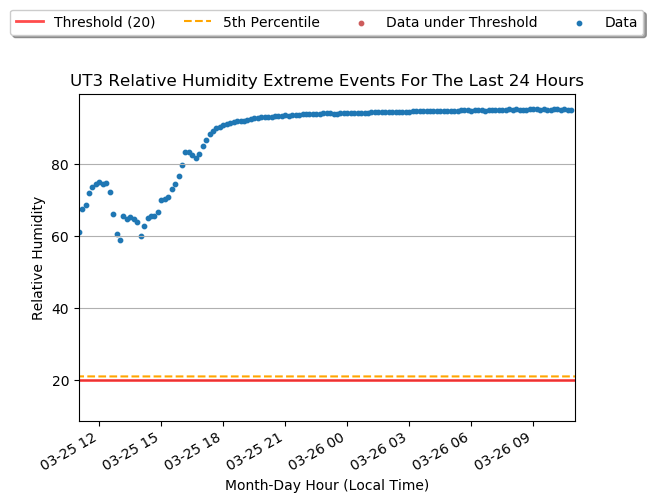 Threshold (20) 5th Percentile Data under Threshold Data
UT3 Relative Humidity Extreme Events For The Last 24 Hours
80
60
40
20
Relative Humidity
03-25 12 03-25 15 03-25 18 03-25 21 03-26 00 03-26 03 03-26 06 03-26 09
Month-Day Hour (Local Time)